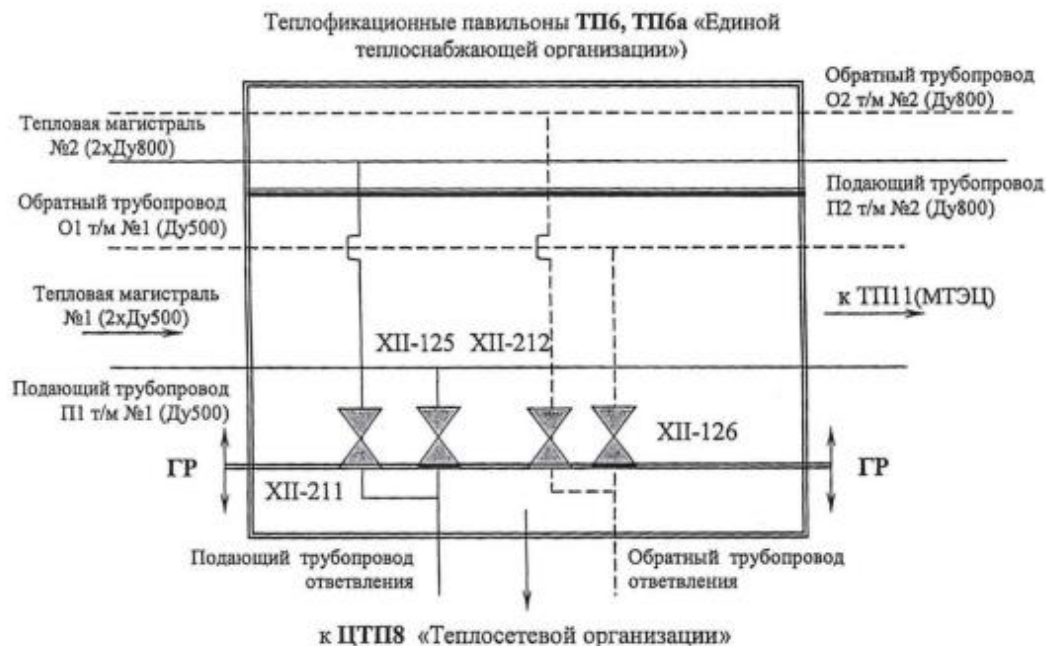 Теплофикационные павильоны ТП6, ТП6а «Единой
теплоснабжающей организации»)
Обратный трубопровод
О2 т/м №2 (Ду800)
Тепловая магистраль
№2 (2хДу800)
Подающий трубопровод
П2 т/м №2 (Ду800)
Обратный трубопровод
О1 т/м №1 (Ду500)
Тепловая магистраль
№1 (2хДу500)
к ТП11(МТЭЦ)
XII-125 XII-212
Подающий трубопровод
П1 т/м №1 (Ду500)
XII-126
ГР
ГР
XII-211
Подающий трубопровод
ответвления
Обратный трубопровод
ответвления
к ЦТП8 «Теплосетевой организации»